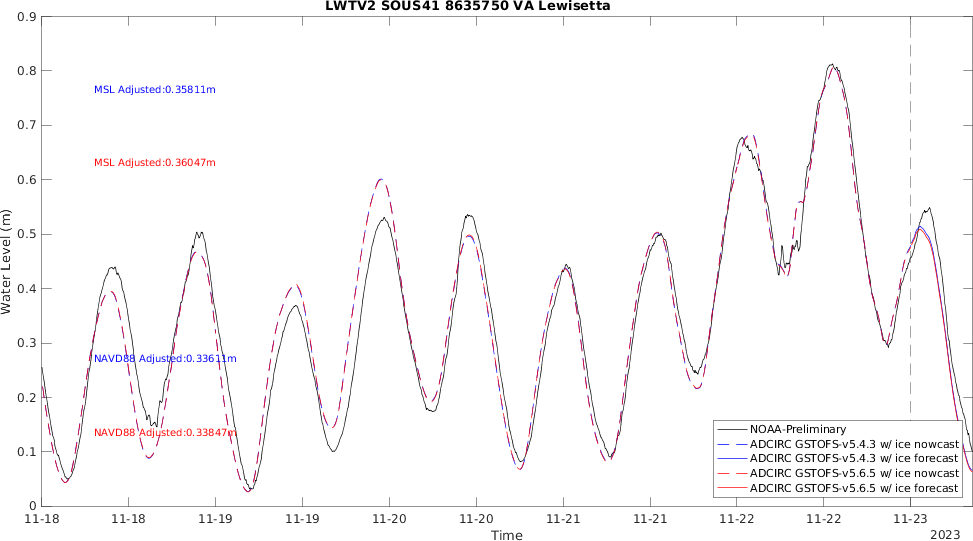 LWTV2 SOUS41 8635750 VA Lewisetta
0.9
0.8
0.7
0.6
0.5
0.4
0.3
0.2
0.1
0
Water Level (m)
MSL Adjusted:0.35811m
MSL Adjusted:0.36047m
NAVD88 Adjusted:0.33611m
NAVD88 Adjusted:0.33847m
NOAA-Preliminary
ADCIRC GSTOFS-v5.4.3 w/ ice nowcast
ADCIRC GSTOFS-v5.4.3 w/ ice forecast
ADCIRC GSTOFS-v5.6.5 w/ ice nowcast
ADCIRC GSTOFS-v5.6.5 w/ ice forecast
11-18 11-18 11-19 11-19 11-20 11-20 11-21 11-21 11-22 11-22 11-23
Time
2023